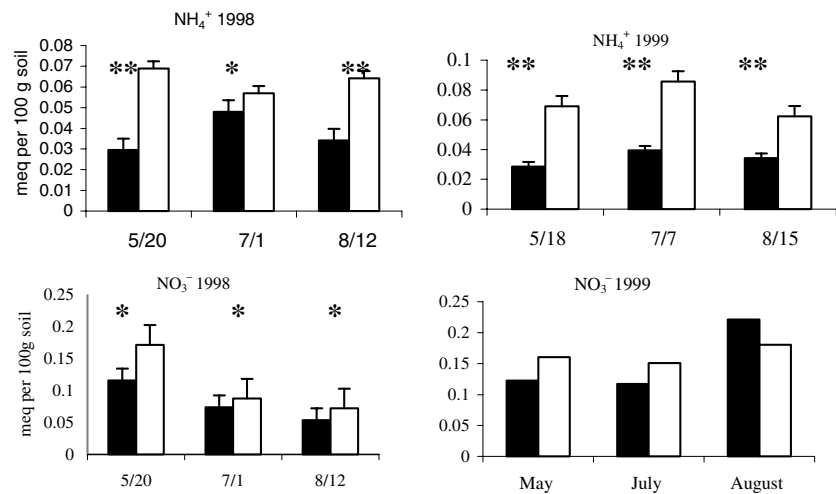 NH₄⁺ 1998
0.08
0.07
0.06
0.05
0.04
0.03
0.02
0.01
0
meq per 100 g soil
** * **
5/20 7/1 8/12
NH₄⁺ 1999
0.1
0.08
0.06
0.04
0.02
0
** ** **
5/18 7/7 8/15
NO₃⁻ 1998
0.25
0.2
0.15
0.1
0.05
0
meq per 100g soil
* * *
5/20 7/1 8/12
NO₃⁻ 1999
0.25
0.2
0.15
0.1
0.05
0
May July August